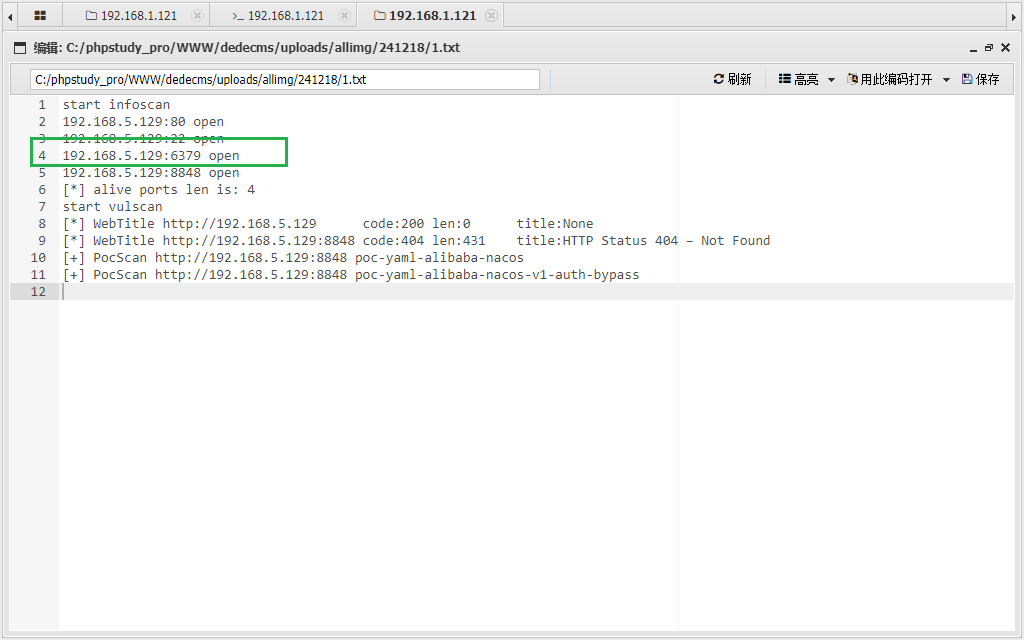 192.168.1.121 >_ 192.168.1.121 192.168.1.121
编辑: C:/phpstudy_pro/WWW/dedecms/uploads/allimg/241218/1.txt
C:/phpstudy_pro/WWW/dedecms/uploads/allimg/241218/1.txt 刷新 高亮 用此编码打开 保存
1 start infoscan
2 192.168.5.129:80 open
3 192.168.5.129:22 open
4 192.168.5.129:6379 open
5 192.168.5.129:8848 open
6 [*] alive ports len is: 4
7 start vulscan
8 [*] WebTitle http://192.168.5.129 code:200 len:0 title:None
9 [*] WebTitle http://192.168.5.129:8848 code:404 len:431 title:HTTP Status 404 – Not Found
10 [+] PocScan http://192.168.5.129:8848 poc-yaml-alibaba-nacos
11 [+] PocScan http://192.168.5.129:8848 poc-yaml-alibaba-nacos-v1-auth-bypass
12